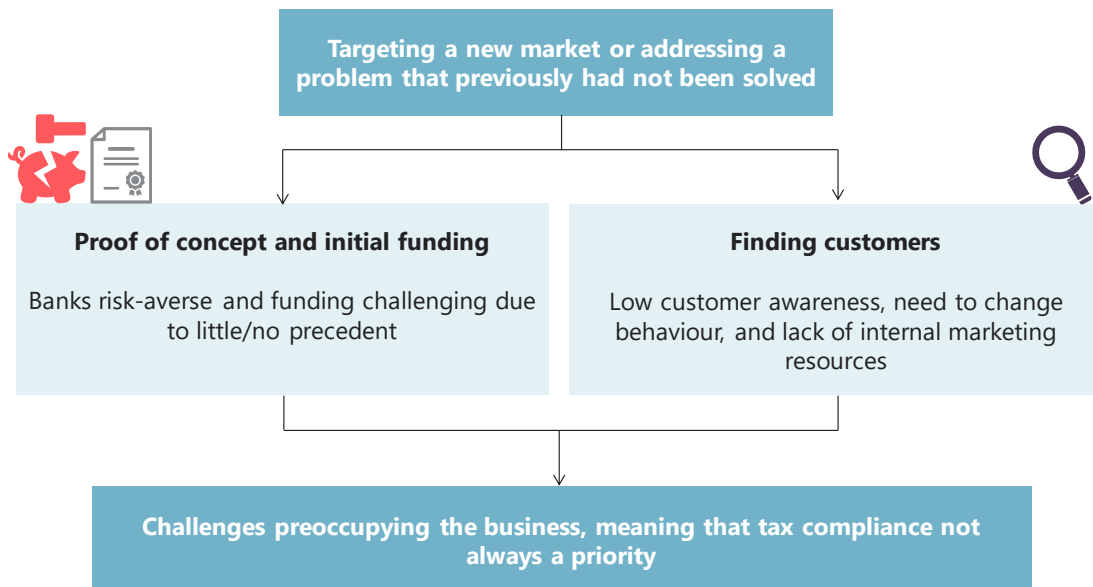 Targeting a new market or addressing a
problem that previously had not been solved
Proof of concept and initial funding
Banks risk-averse and funding challenging due
to little/no precedent
Finding customers
Low customer awareness, need to change
behaviour, and lack of internal marketing
resources
Challenges preoccupying the business, meaning that tax compliance not
always a priority